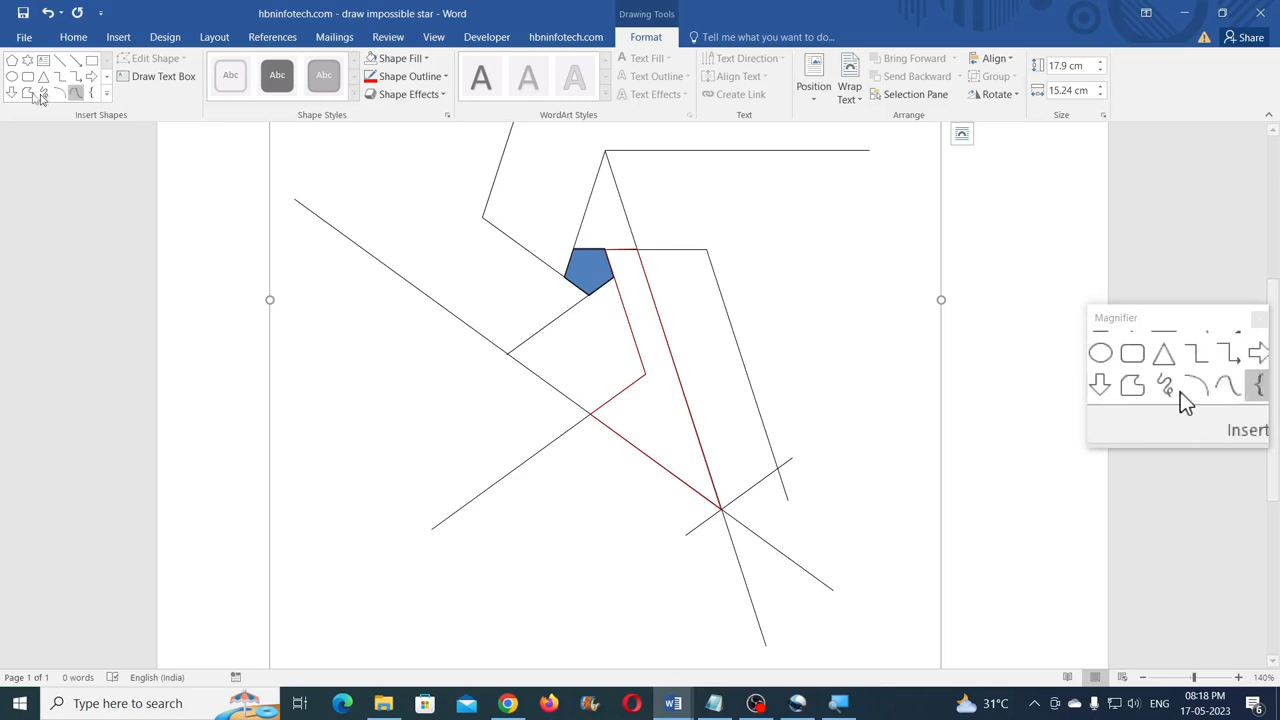 hbninfotech.com - draw impossible star - Word
Drawing Tools
File
Home
Insert
Design
Layout
References
Mailings
Review
View
Developer
hbninfotech.com
Format
Tell me what you want to do...
Share
Edit Shape
Draw Text Box
Insert Shapes
Abc
Abc
Abc
Shape Fill
Shape Outline
Shape Effects
Shape Styles
A
A
A
Text Fill
Text Outline
Text Effects
WordArt Styles
Text Direction
Align Text
Create Link
Text
Position
Wrap
Text
Bring Forward
Send Backward
Selection Pane
Align
Group
Rotate
Arrange
17.9 cm
15.24 cm
Size
Magnifier
Insert
Page 1 of 1
0 words
English (India)
140%
Type here to search
31°C
ENG
08:18 PM
07-06-2023
6